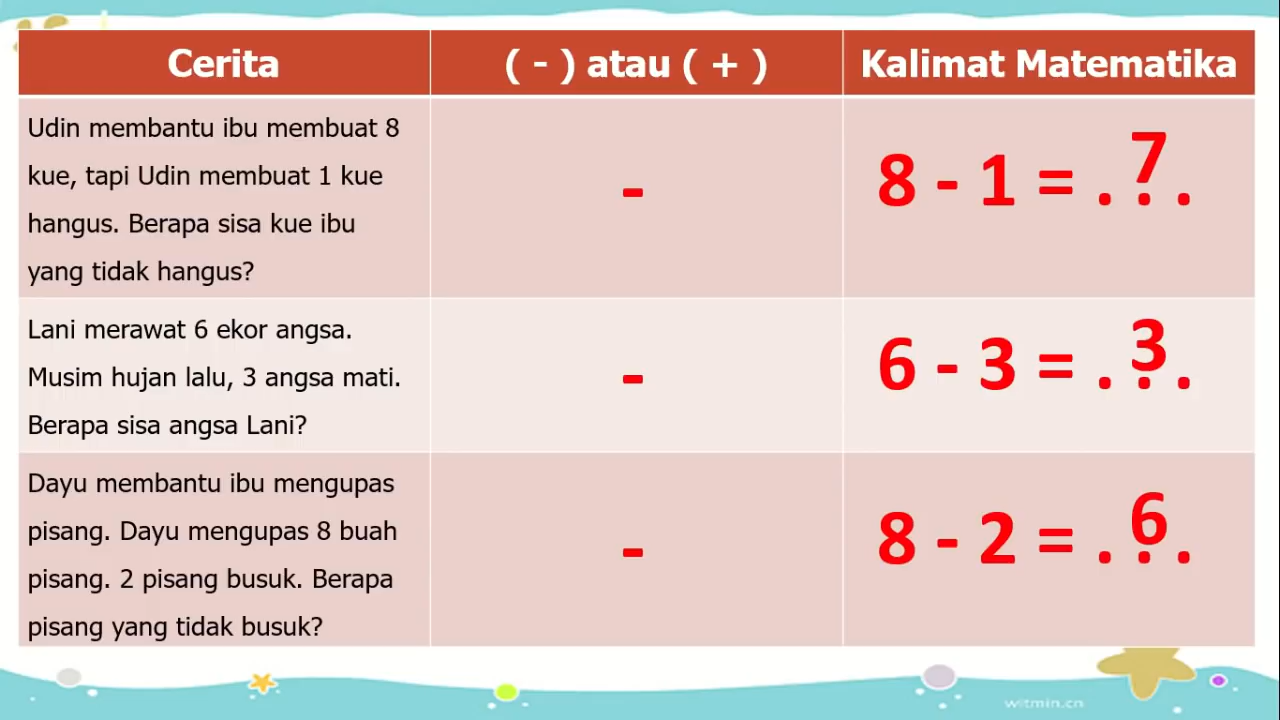 Cerita
( - ) atau ( + )
Kalimat Matematika
Udin membantu ibu membuat 8
kue, tapi Udin membuat 1 kue
hangus. Berapa sisa kue ibu
yang tidak hangus?
-
8 - 1 = . . .
7
Lani merawat 6 ekor angsa.
Musim hujan lalu, 3 angsa mati.
Berapa sisa angsa Lani?
-
6 - 3 = . . .
3
Dayu membantu ibu mengupas
pisang. Dayu mengupas 8 buah
pisang. 2 pisang busuk. Berapa
pisang yang tidak busuk?
-
8 - 2 = . . .
6
witmin.cn